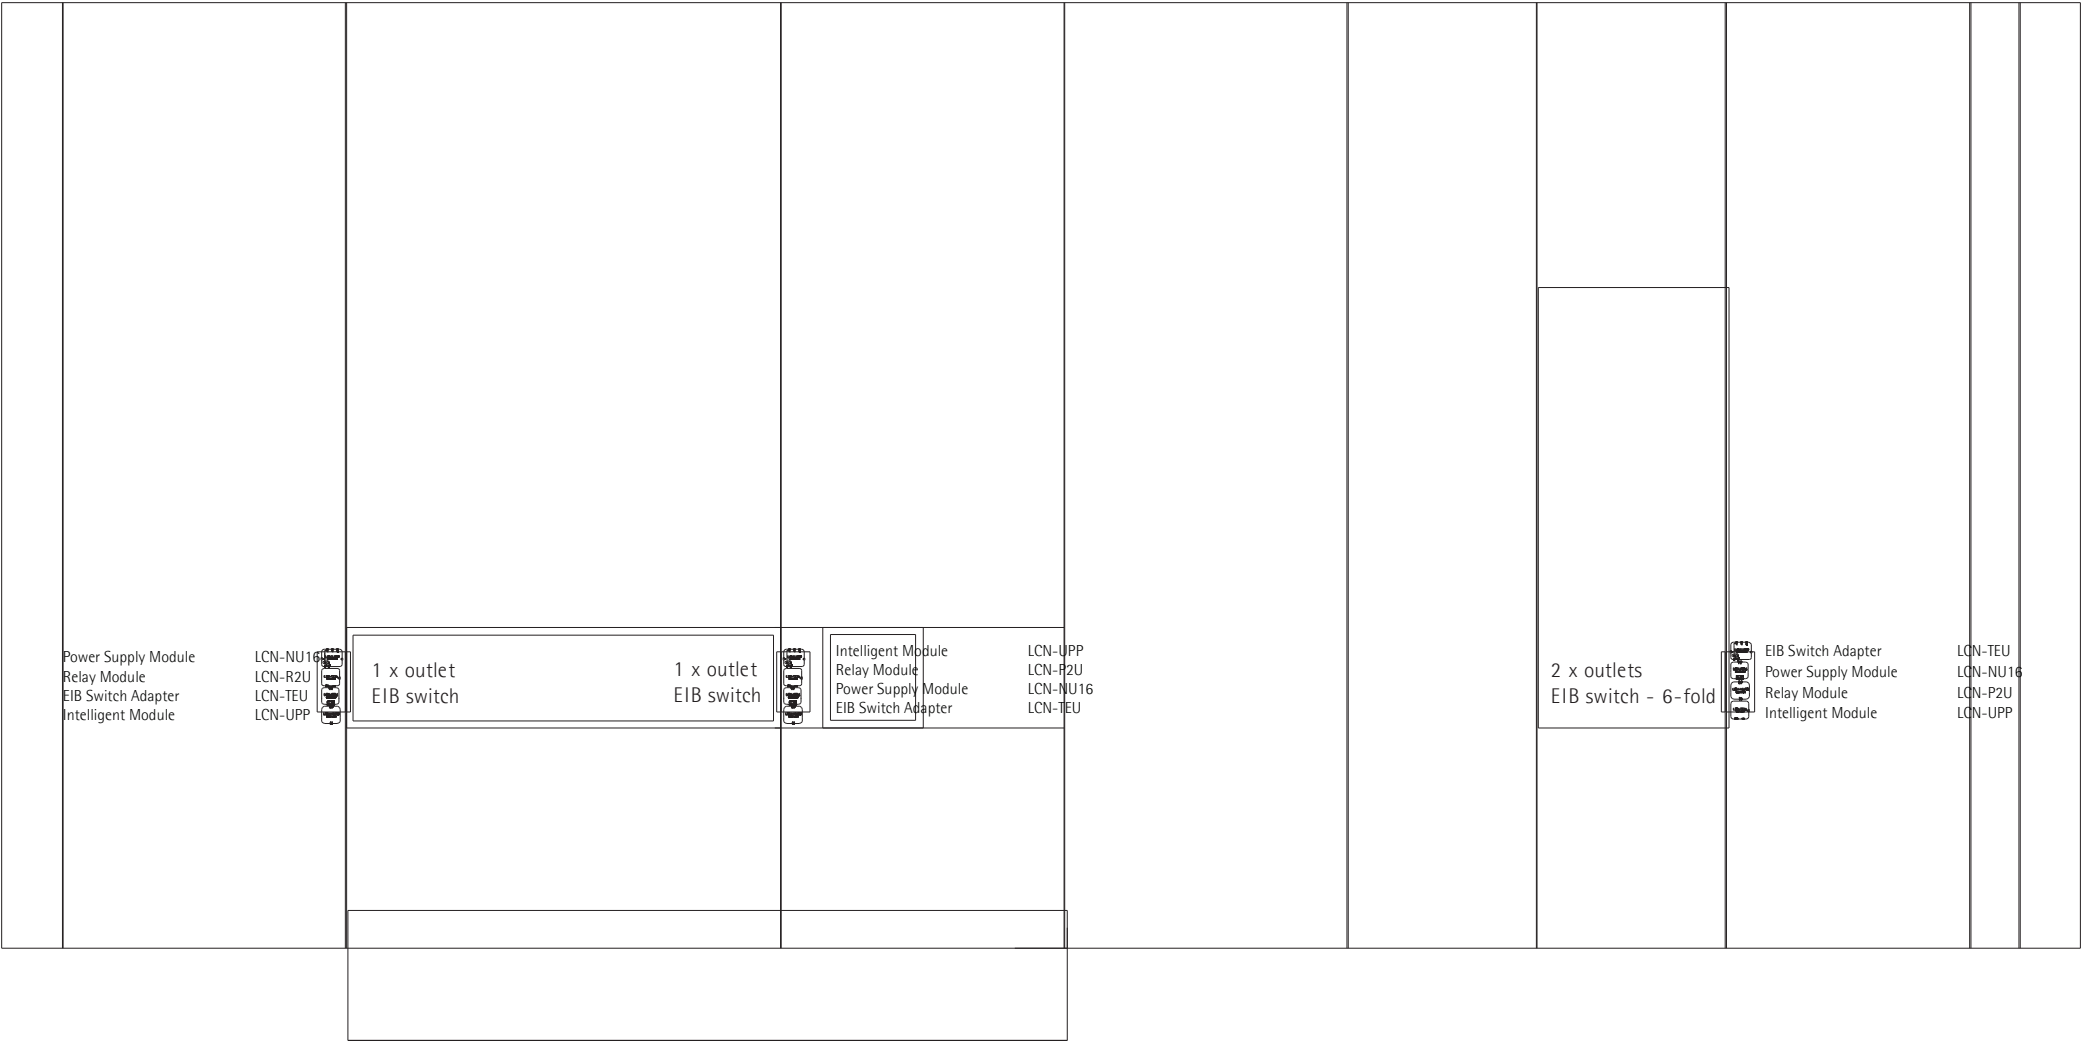 Power Supply Module LCN-NU16
Relay Module LCN-R2U
EIB Switch Adapter LCN-TEU
Intelligent Module LCN-UPP
1 x outlet
EIB switch
1 x outlet
EIB switch
Intelligent Module LCN-UPP
Relay Module LCN-P2U
Power Supply Module LCN-NU16
EIB Switch Adapter LCN-TEU
2 x outlets
EIB switch - 6-fold
EIB Switch Adapter LCN-TEU
Power Supply Module LCN-NU16
Relay Module LCN-P2U
Intelligent Module LCN-UPP